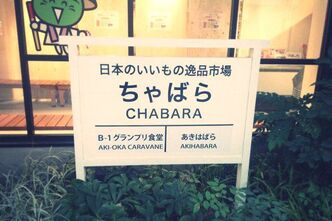 日本のいいもの逸品市場
ちゃばら
CHABARA
B-1グランプリ食堂
AKI-OKA CARAVANE
あきはばら
AKIHABARA